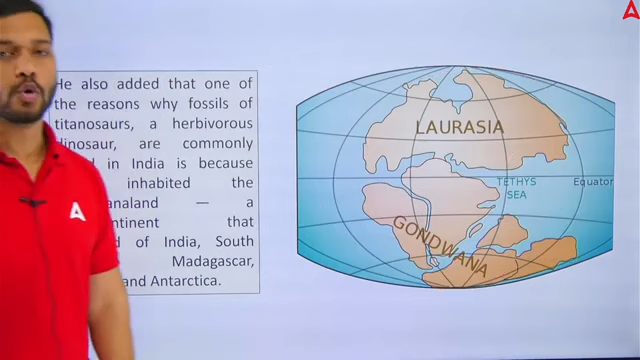 He also added that one of
the reasons why fossils of
titanosaurs, a herbivorous
dinosaur, are commonly
in India is because
inhabited the
a
that
of India, South
Madagascar,
and Antarctica.
LAURASIA
TETHYS
SEA
Equator
GONDWANA